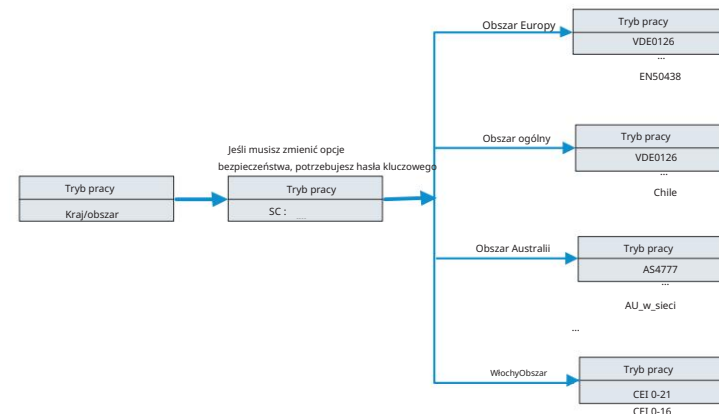 Obszar Europy
Tryb pracy
VDE0126
...
EN50438
Jeśli musisz zmienić opcje
bezpieczeństwa, potrzebujesz hasła kluczowego
Obszar ogólny
Tryb pracy
VDE0126
...
Chile
Tryb pracy
Kraj/obszar
Tryb pracy
SC : __
Obszar Australii
Tryb pracy
AS4777
...
AU_w_sieci
...
WłochyObszar
Tryb pracy
CEI 0-21
CEI 0-16